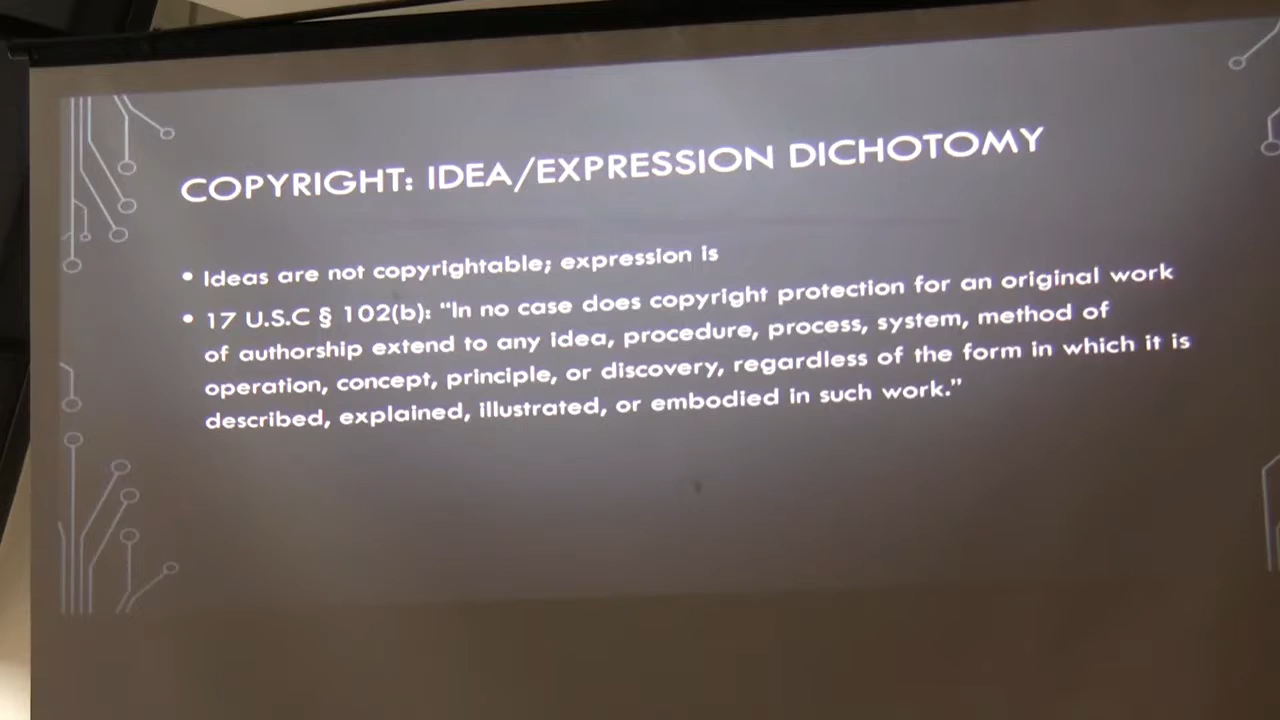 COPYRIGHT: IDEA/EXPRESSION DICHOTOMY
• Ideas are not copyrightable; expression is
• 17 U.S.C § 102(b): “In no case does copyright protection for an original work
of authorship extend to any idea, procedure, process, system, method of
operation, concept, principle, or discovery, regardless of the form in which it is
described, explained, illustrated, or embodied in such work.”